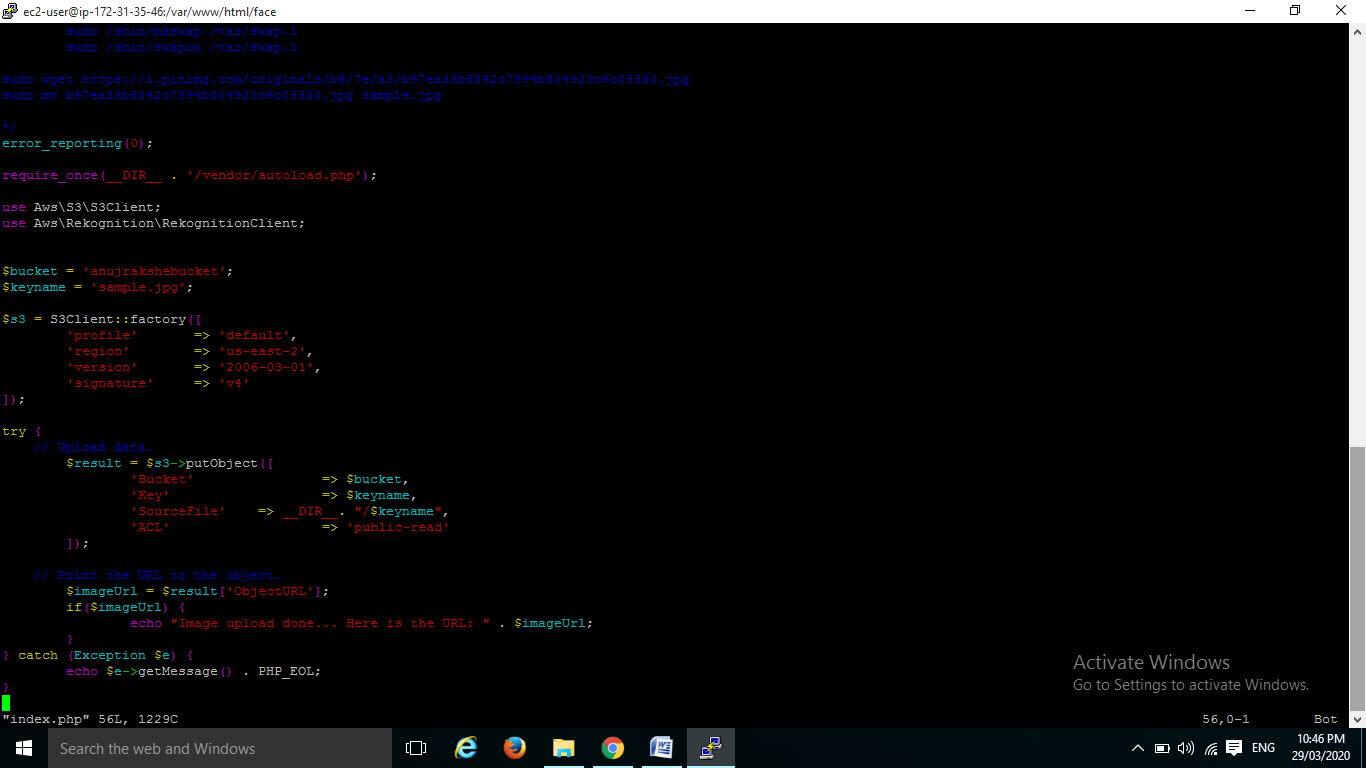 ec2-user@ip-172-31-35-46:/var/www/html/face
sudo /sbin/mkswap /var/swap.1
sudo /sbin/swapon /var/swap.1
sudo wget https://i.pinimg.com/originals/b9/7e/a3/b97ea33b5842c7894b804923c6c05580.jpg
sudo mv b97ea33b5842c7894b804923c6c05580.jpg sample.jpg
*/
error_reporting(0);
require_once(__DIR__ . '/vendor/autoload.php');
use Aws\S3\S3Client;
use Aws\Rekognition\RekognitionClient;
$bucket = 'anujrakshebucket';
$keyname = 'sample.jpg';
$s3 = S3Client::factory([
'profile' => 'default',
'region' => 'us-east-2',
'version' => '2006-03-01',
'signature' => 'v4'
]);
try {
// Upload data.
$result = $s3->putObject([
'Bucket' => $bucket,
'Key' => $keyname,
'SourceFile' => __DIR__. "/$keyname",
'ACL' => 'public-read'
]);
// Print the URL to the object.
$imageUrl = $result['ObjectURL'];
if($imageUrl) {
echo "Image upload done... Here is the URL: " . $imageUrl;
}
} catch (Exception $e) {
echo $e->getMessage() . PHP_EOL;
}
"index.php" 56L, 1229C 56,0-1 Bot
Activate Windows
Go to Settings to activate Windows.
Search the web and Windows
ENG
10:46 PM
29/03/2020